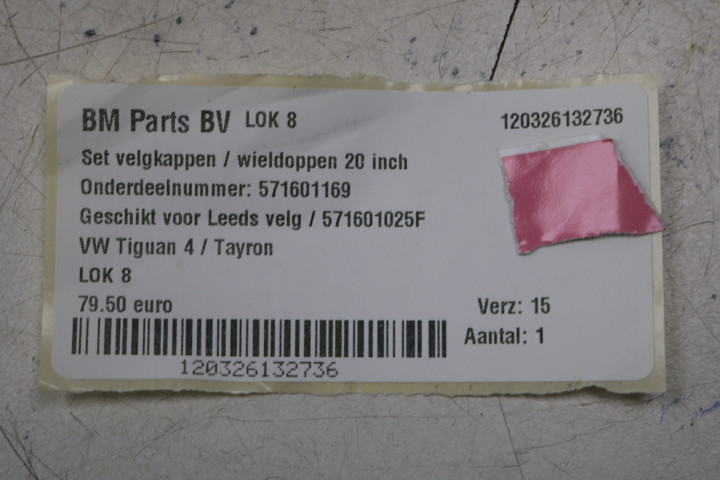 BM Parts BV LOK 8 120326132736
Set velgkappen / wieldoppen 20 inch
Onderdeelnummer: 571601169
Geschikt voor Leeds velg / 571601025F
VW Tiguan 4 / Tayron
LOK 8
79.50 euro Verz: 15
Aantal: 1
120326132736